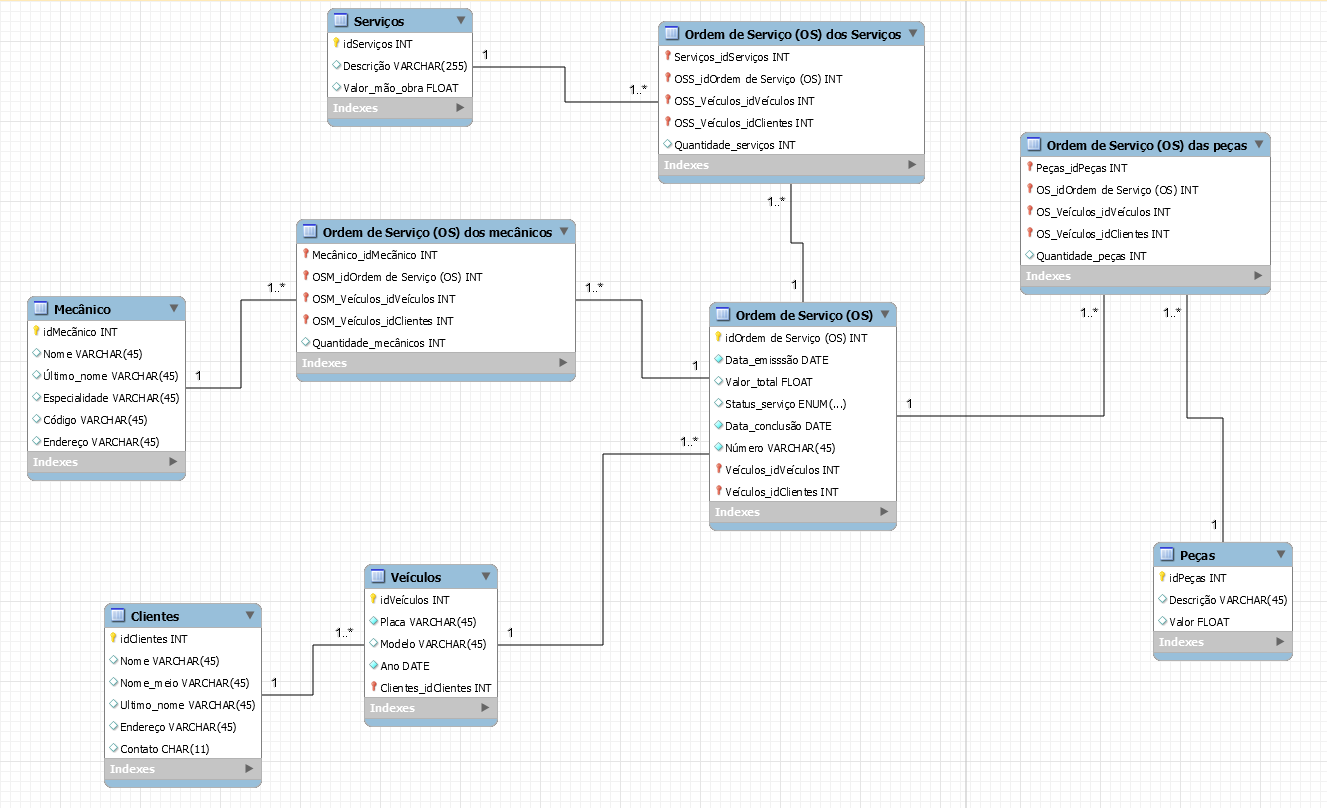 Serviços
idServiços INT
Descrição VARCHAR(255)
Valor_mão_obra FLOAT
Indexes
1
1..*
Ordem de Serviço (OS) dos Serviços
Serviços_idServiços INT
OSS_idOrdem de Serviço (OS) INT
OSS_Veículos_idVeículos INT
OSS_Veículos_idClientes INT
Quantidade_serviços INT
Indexes
1..*
1
Ordem de Serviço (OS) das peças
Peças_idPeças INT
OS_idOrdem de Serviço (OS) INT
OS_Veículos_idVeículos INT
OS_Veículos_idClientes INT
Quantidade_peças INT
Indexes
1..*
1..*
Ordem de Serviço (OS) dos mecânicos
Mecânico_idMecãnico INT
OSM_idOrdem de Serviço (OS) INT
OSM_Veículos_idVeículos INT
OSM_Veículos_idClientes INT
Quantidade_mecânicos INT
Indexes
1..*
1..*
Mecânico
idMecãnico INT
Nome VARCHAR(45)
Último_nome VARCHAR(45)
Especialidade VARCHAR(45)
Código VARCHAR(45)
Endereço VARCHAR(45)
Indexes
1
Ordem de Serviço (OS)
idOrdem de Serviço (OS) INT
Data_emisssão DATE
Valor_total FLOAT
Status_serviço ENUM(...)
Data_conclusão DATE
Número VARCHAR(45)
Veículos_idVeículos INT
Veículos_idClientes INT
Indexes
1
1
1..*
1
Peças
idPeças INT
Descrição VARCHAR(45)
Valor FLOAT
Indexes
Veículos
idVeículos INT
Placa VARCHAR(45)
Modelo VARCHAR(45)
Ano DATE
Clientes_idClientes INT
Indexes
1..*
1
Clientes
idClientes INT
Nome VARCHAR(45)
Nome_meio VARCHAR(45)
Ultimo_nome VARCHAR(45)
Endereço VARCHAR(45)
Contato CHAR(11)
Indexes
1